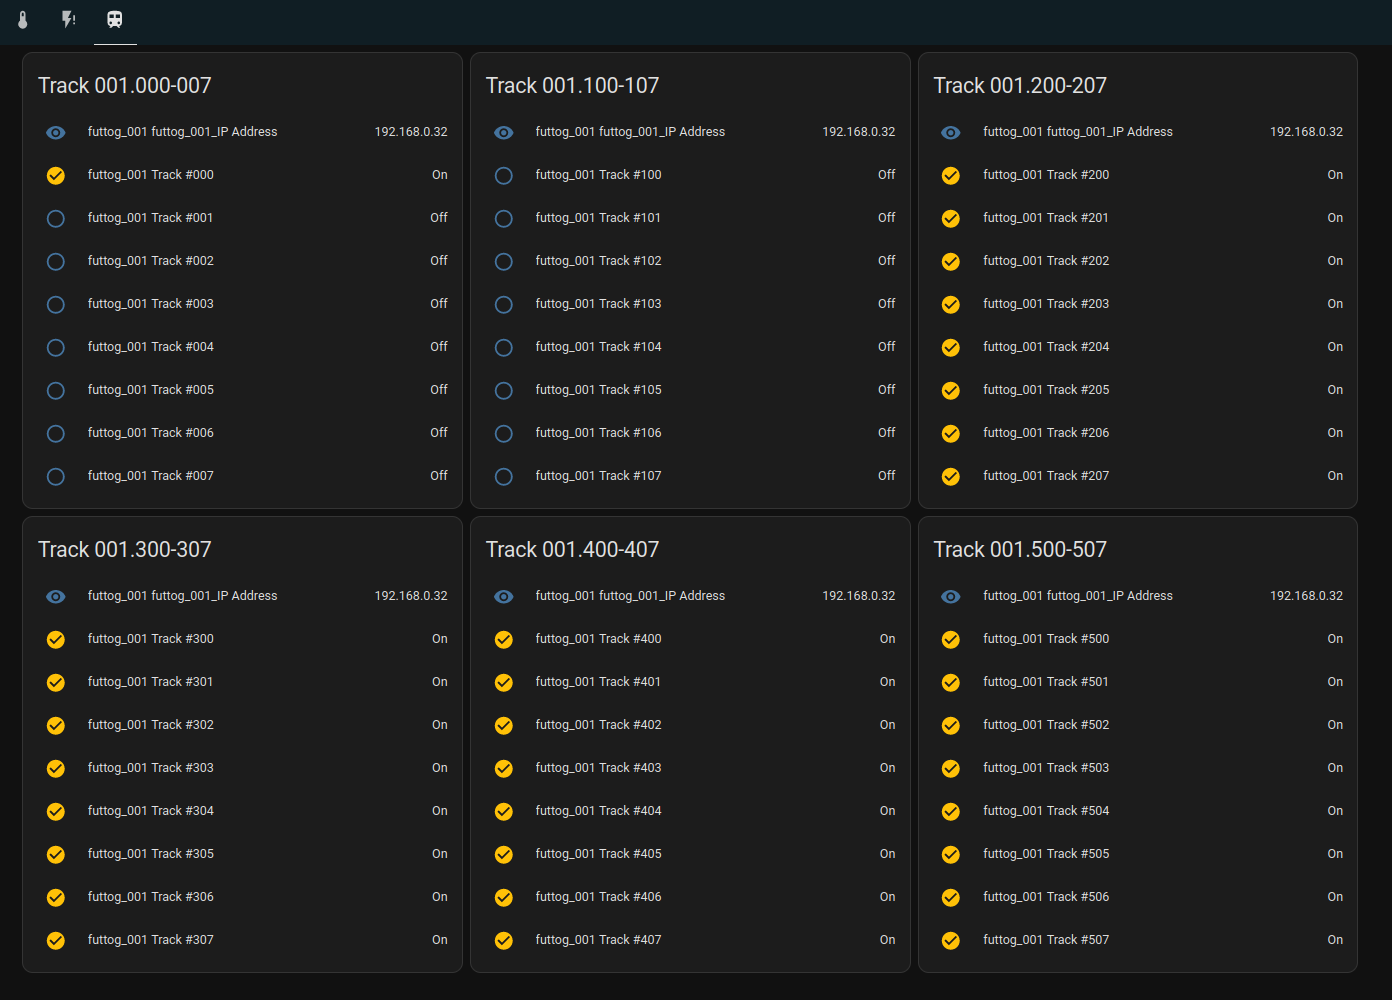 Track 001.000-007
futtog_001 futtog_001_IP Address 192.168.0.32
futtog_001 Track #000 On
futtog_001 Track #001 Off
futtog_001 Track #002 Off
futtog_001 Track #003 Off
futtog_001 Track #004 Off
futtog_001 Track #005 Off
futtog_001 Track #006 Off
futtog_001 Track #007 Off
Track 001.100-107
futtog_001 futtog_001_IP Address 192.168.0.32
futtog_001 Track #100 Off
futtog_001 Track #101 Off
futtog_001 Track #102 Off
futtog_001 Track #103 Off
futtog_001 Track #104 Off
futtog_001 Track #105 Off
futtog_001 Track #106 Off
futtog_001 Track #107 Off
Track 001.200-207
futtog_001 futtog_001_IP Address 192.168.0.32
futtog_001 Track #200 On
futtog_001 Track #201 On
futtog_001 Track #202 On
futtog_001 Track #203 On
futtog_001 Track #204 On
futtog_001 Track #205 On
futtog_001 Track #206 On
futtog_001 Track #207 On
Track 001.300-307
futtog_001 futtog_001_IP Address 192.168.0.32
futtog_001 Track #300 On
futtog_001 Track #301 On
futtog_001 Track #302 On
futtog_001 Track #303 On
futtog_001 Track #304 On
futtog_001 Track #305 On
futtog_001 Track #306 On
futtog_001 Track #307 On
Track 001.400-407
futtog_001 futtog_001_IP Address 192.168.0.32
futtog_001 Track #400 On
futtog_001 Track #401 On
futtog_001 Track #402 On
futtog_001 Track #403 On
futtog_001 Track #404 On
futtog_001 Track #405 On
futtog_001 Track #406 On
futtog_001 Track #407 On
Track 001.500-507
futtog_001 futtog_001_IP Address 192.168.0.32
futtog_001 Track #500 On
futtog_001 Track #501 On
futtog_001 Track #502 On
futtog_001 Track #503 On
futtog_001 Track #504 On
futtog_001 Track #505 On
futtog_001 Track #506 On
futtog_001 Track #507 On